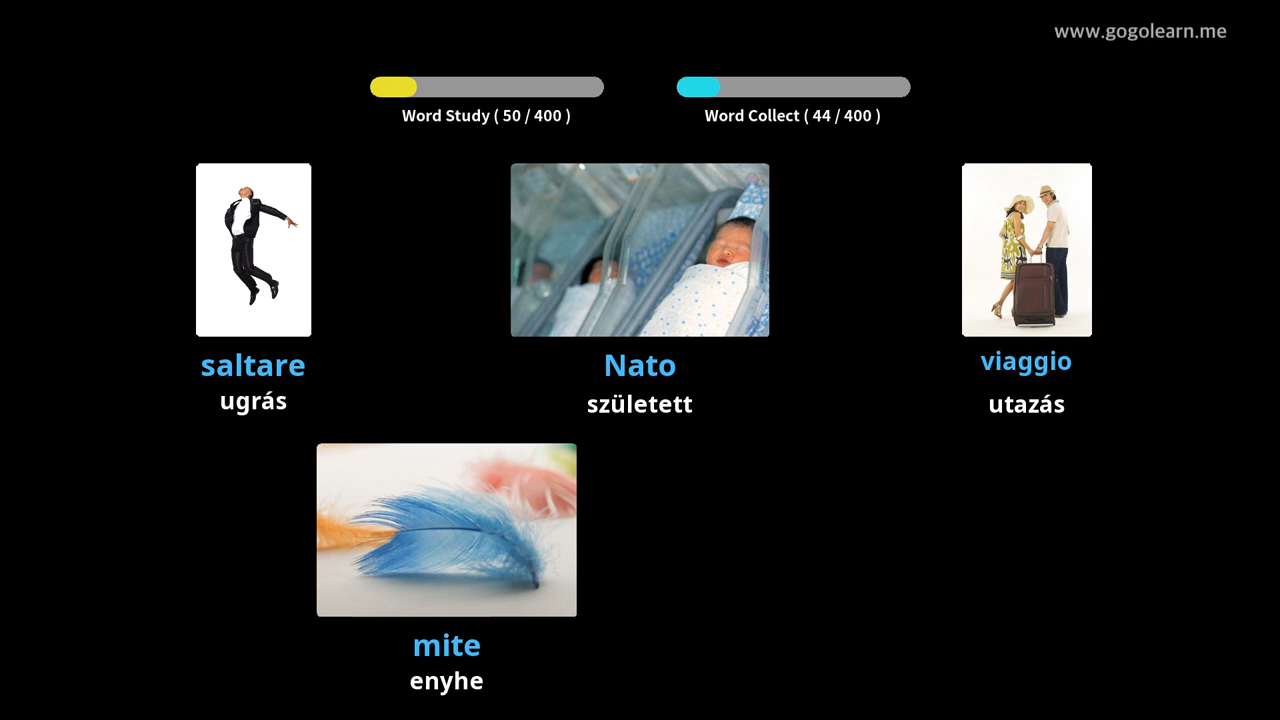 www.gogolearn.me
Word Study ( 50 / 400 )
Word Collect ( 44 / 400 )
saltare
ugrás
Nato
született
viaggio
utazás
mite
enyhe